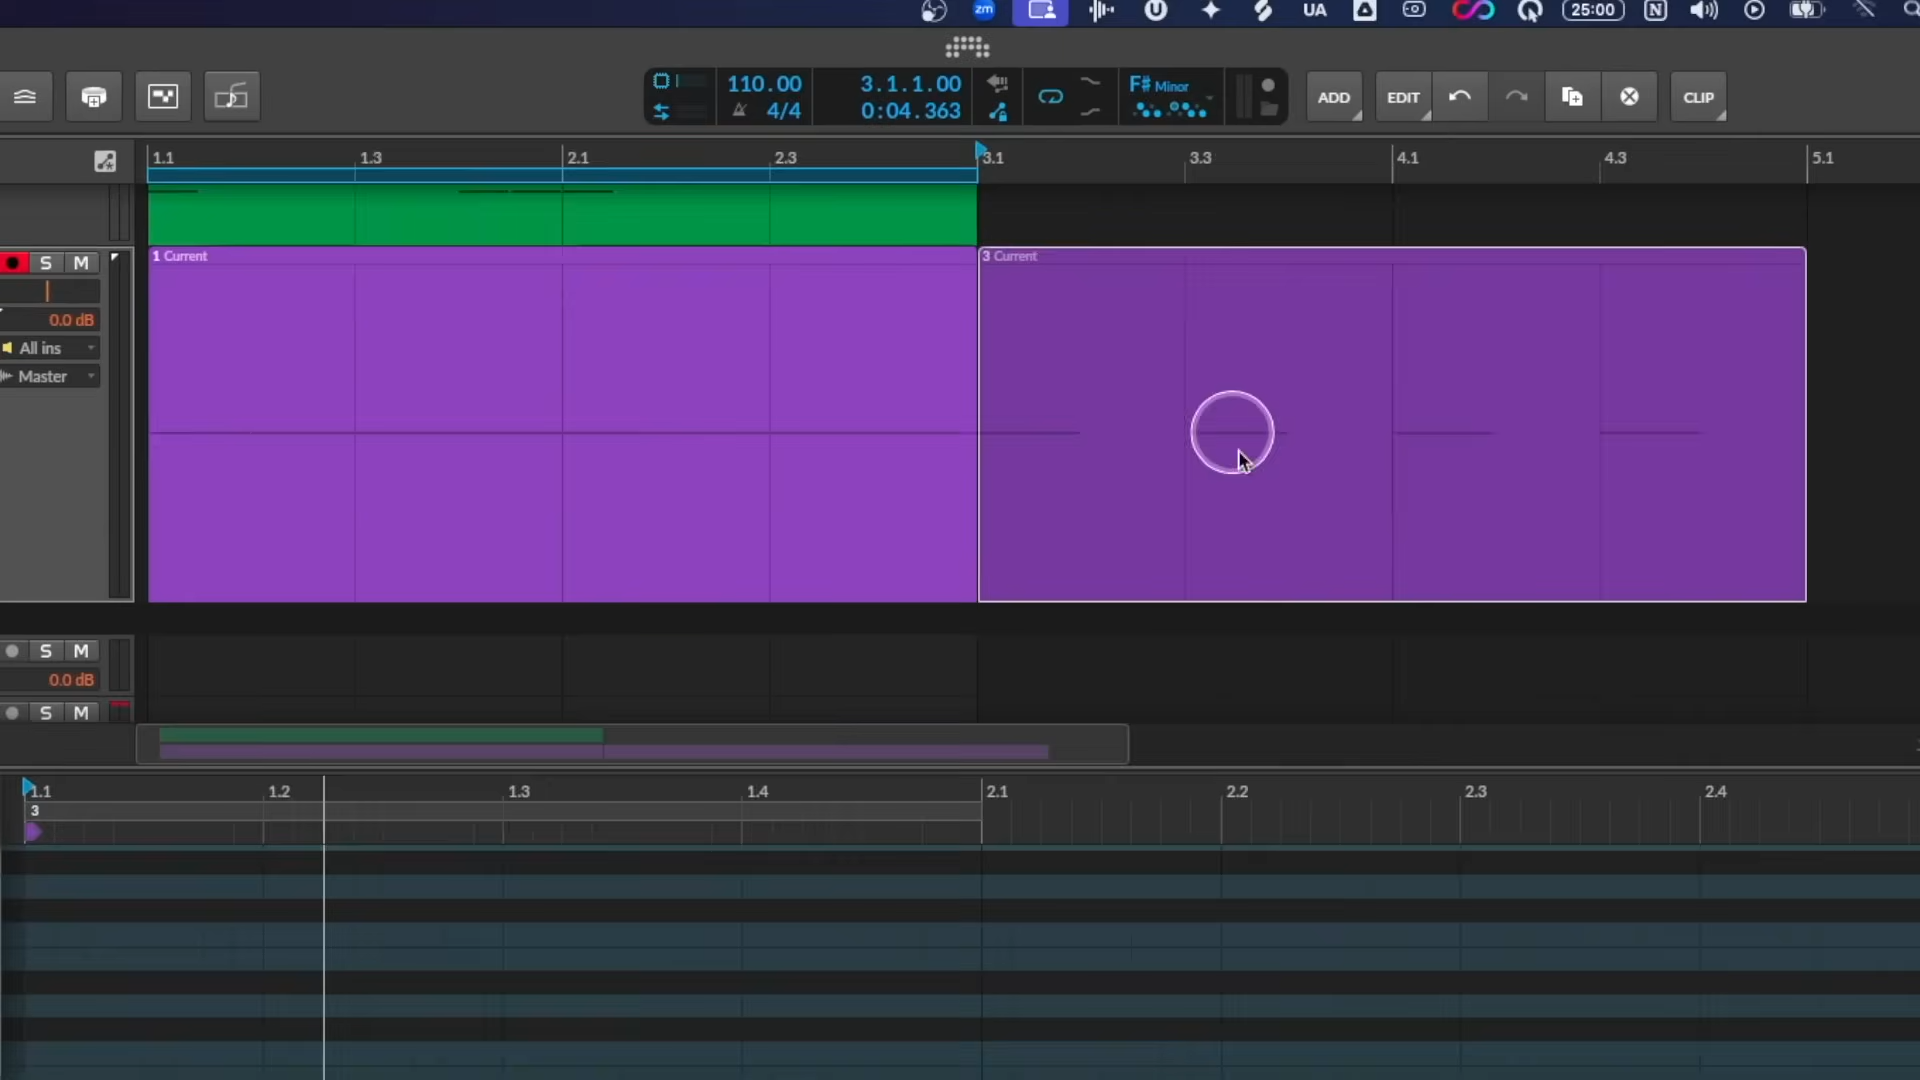 zm UA 25:00 N
110.00 3.1.1.00 F# Minor ADD EDIT CLIP
4/4 0:04.363
1.1 1.3 2.1 2.3 3.1 3.3 4.1 4.3 5.1
1 Current 3 Current
S M
0.0 dB
All ins
Master
S M
0.0 dB
S M
1.1 1.2 1.3 1.4 2.1 2.2 2.3 2.4
3